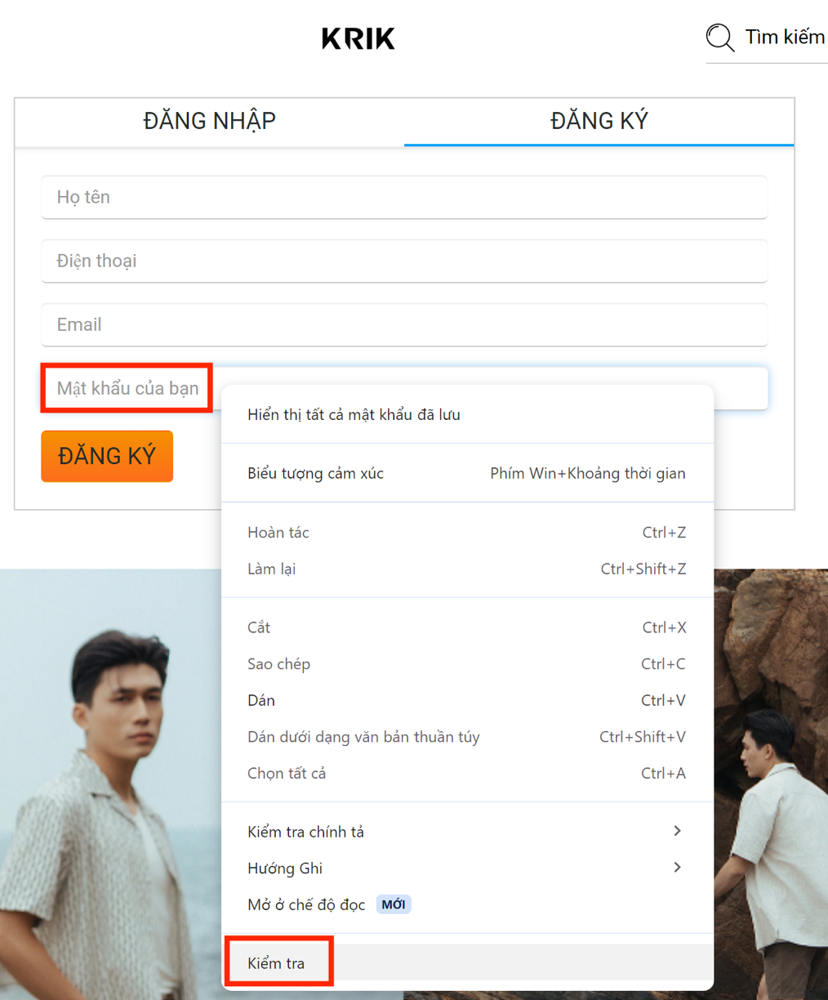 KRIK
Tìm kiếm
ĐĂNG NHẬP
ĐĂNG KÝ
Họ tên
Điện thoại
Email
Mật khẩu của bạn
ĐĂNG KÝ
Hiển thị tất cả mật khẩu đã lưu
Biểu tượng cảm xúc Phím Win+Khoảng thời gian
Hoàn tác Ctrl+Z
Làm lại Ctrl+Shift+Z
Cắt Ctrl+X
Sao chép Ctrl+C
Dán Ctrl+V
Dán dưới dạng văn bản thuần túy Ctrl+Shift+V
Chọn tất cả Ctrl+A
Kiểm tra chính tả
Hướng Ghi
Mở ở chế độ đọc MỚI
Kiểm tra